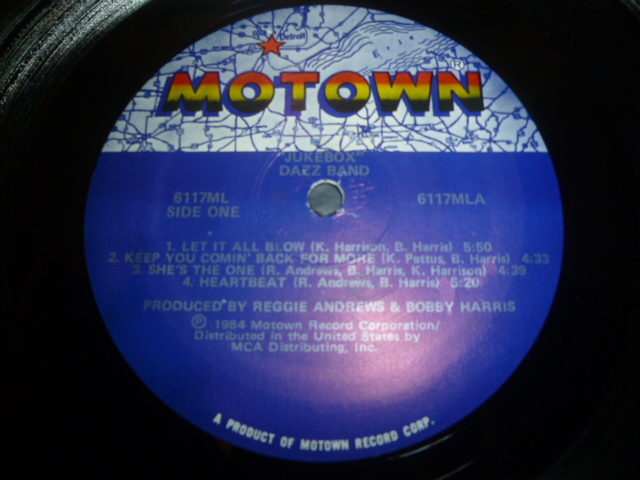 Detroit
ERIE
MOTOWN®
"JUKEBOX"
DAZZ BAND
6117ML
SIDE ONE
6117MLA
1. LET IT ALL BLOW (K. Harrison, B. Harris) 5:50
2. KEEP YOU COMIN' BACK FOR MORE (K. Pettus, B. Harris) 4:33
3. SHE'S THE ONE (R. Andrews, B. Harris, K. Harrison) 4:39
4. HEARTBEAT (R. Andrews, B. Harris) 5:20
PRODUCED BY REGGIE ANDREWS & BOBBY HARRIS
℗ 1984 Motown Record Corporation/
Distributed in the United States by
MCA Distributing, Inc.
A PRODUCT OF MOTOWN RECORD CORP.